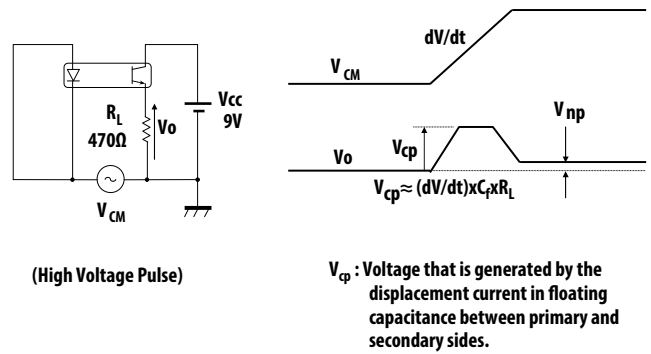 R_L
470Ω
Vo
Vcc
9V
V_CM
(High Voltage Pulse)
dV/dt
V_CM
V_np
V_cp
Vo
V_cp ≈ (dV/dt)xC_fxR_L
V_cp : Voltage that is generated by the
displacement current in floating
capacitance between primary and
secondary sides.